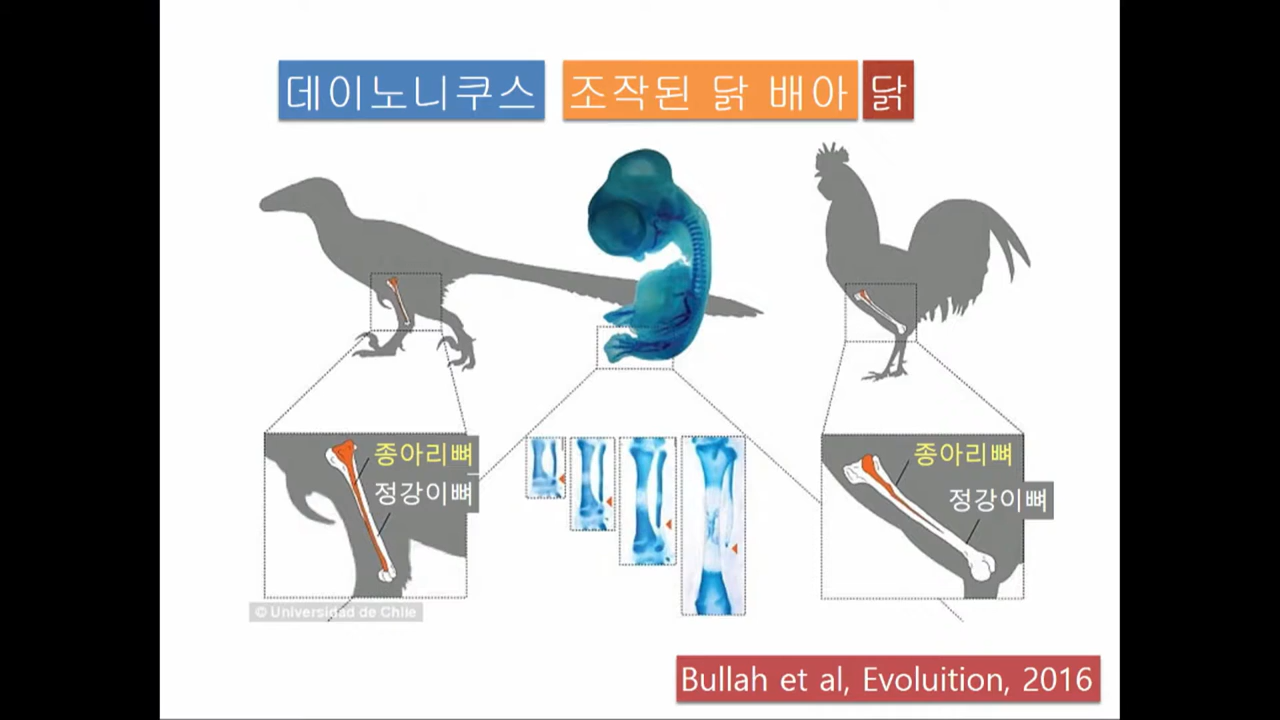 데이노니쿠스
조작된 닭 배아
닭
종아리뼈
정강이뼈
종아리뼈
정강이뼈
© Universidad de Chile
Bullah et al, Evoluition, 2016